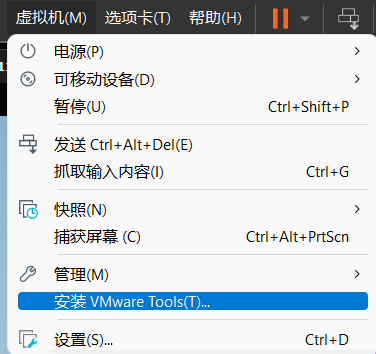 虚拟机(M) 选项卡(T) 帮助(H)
电源(P)
可移动设备(D)
暂停(U) Ctrl+Shift+P
发送 Ctrl+Alt+Del(E)
抓取输入内容(I) Ctrl+G
快照(N)
捕获屏幕 (C) Ctrl+Alt+PrtScn
管理(M)
安装 VMware Tools(T)...
设置(S)... Ctrl+D